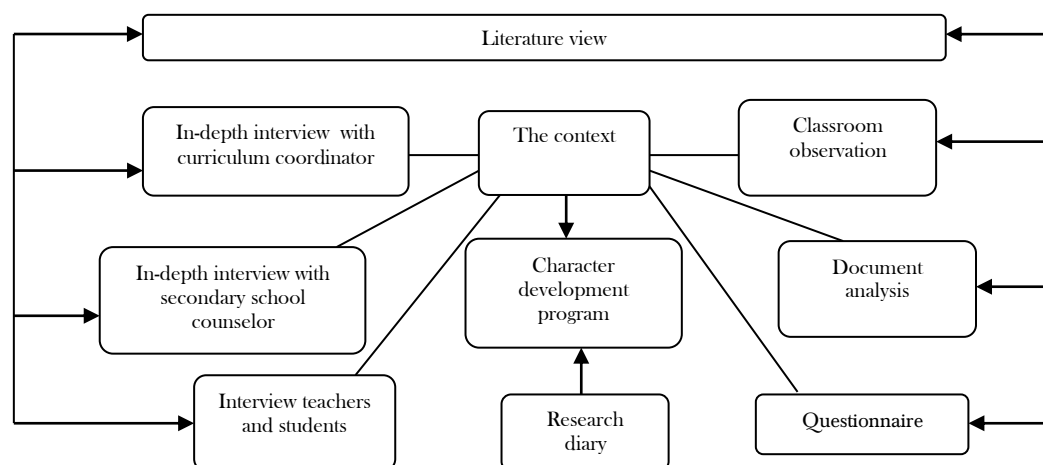 Literature view
In-depth interview with
curriculum coordinator
The context
Classroom
observation
In-depth interview with
secondary school
counselor
Character
development
program
Document
analysis
Interview teachers
and students
Research
diary
Questionnaire